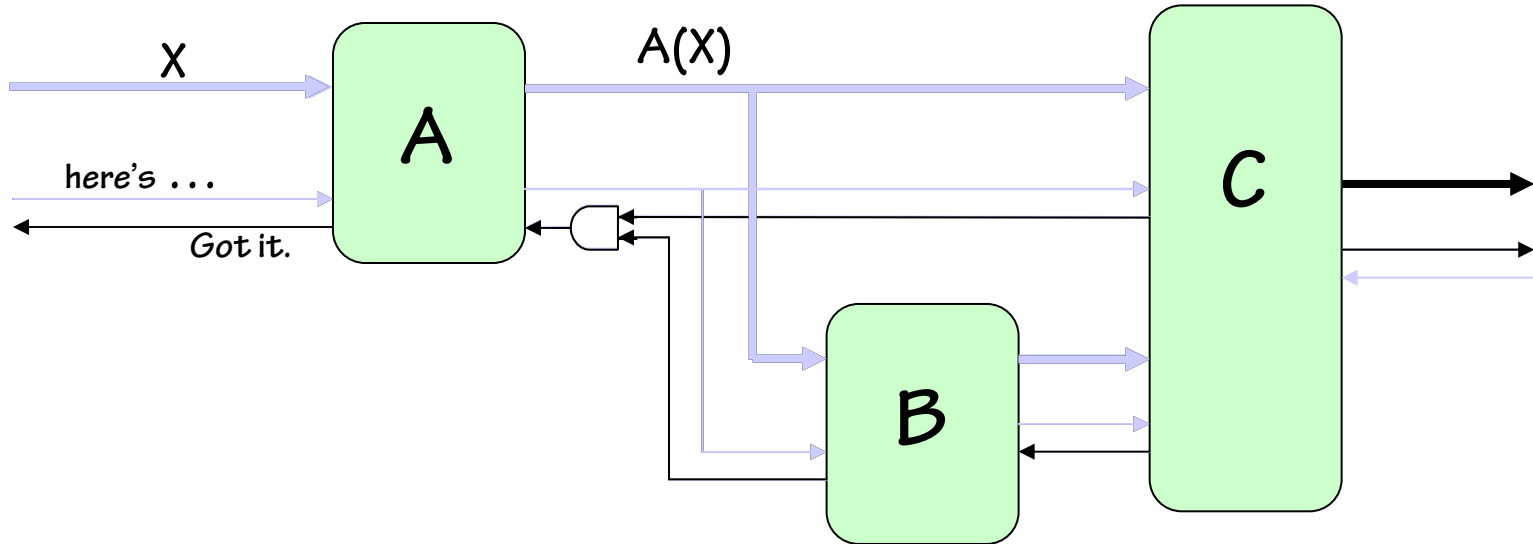 X
A(X)
A
here's ...
Got it.
C
B